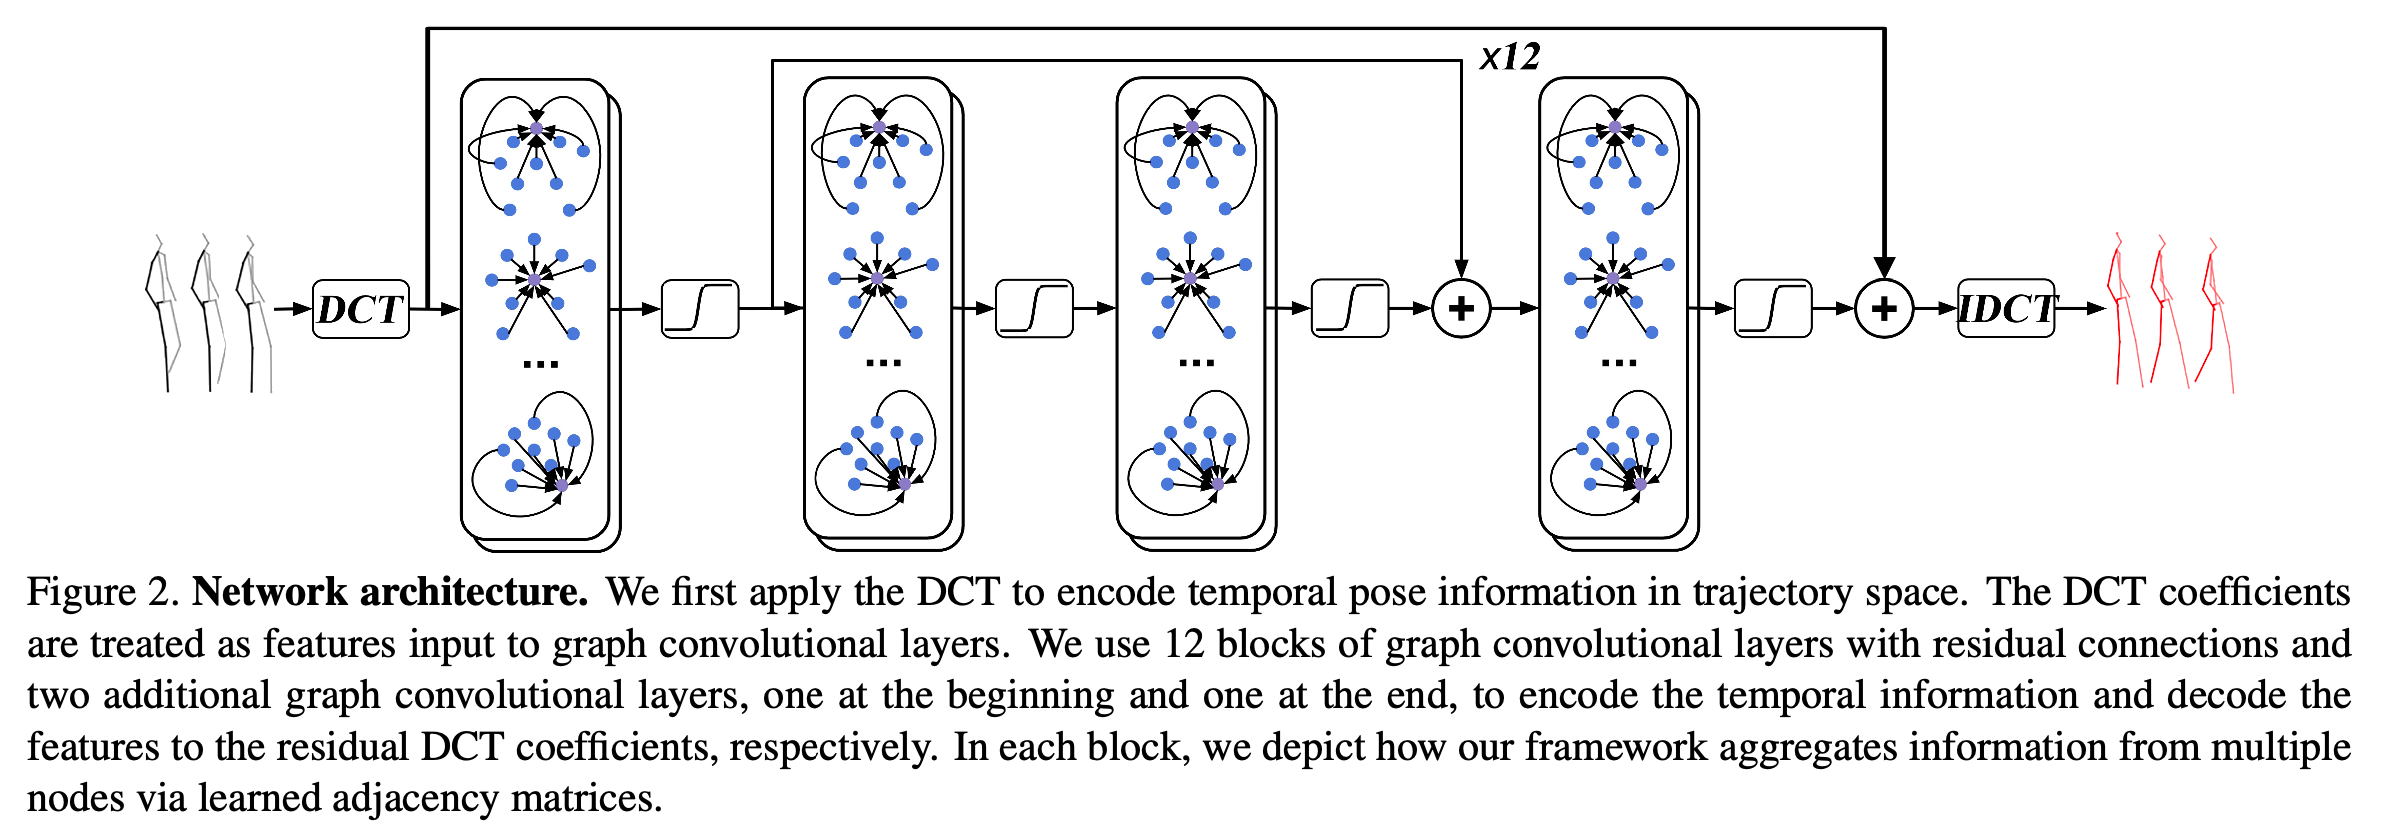 x12
DCT
IDCT
Figure 2. Network architecture. We first apply the DCT to encode temporal pose information in trajectory space. The DCT coefficients
are treated as features input to graph convolutional layers. We use 12 blocks of graph convolutional layers with residual connections and
two additional graph convolutional layers, one at the beginning and one at the end, to encode the temporal information and decode the
features to the residual DCT coefficients, respectively. In each block, we depict how our framework aggregates information from multiple
nodes via learned adjacency matrices.